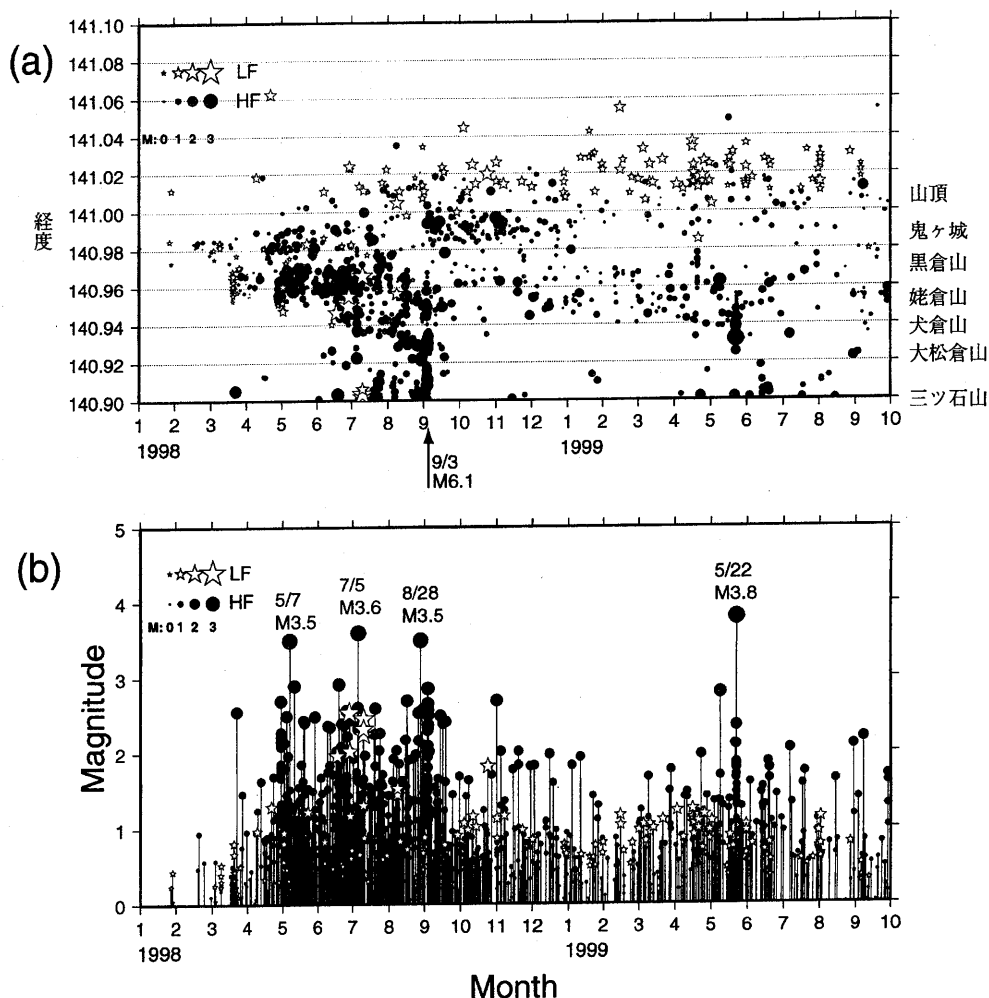 (a)
141.10
141.08
141.06
141.04
141.02
141.00
140.98
140.96
140.94
140.92
140.90
経度
LF
HF
M:0 1 2 3
山頂
鬼ヶ城
黒倉山
姥倉山
犬倉山
大松倉山
三ツ石山
1 2 3 4 5 6 7 8 9 10 11 12 1 2 3 4 5 6 7 8 9 10
1998 1999
9/3
M6.1
(b)
5
4
3
2
1
0
Magnitude
LF
HF
M:0 1 2 3
5/7
M3.5
7/5
M3.6
8/28
M3.5
5/22
M3.8
1 2 3 4 5 6 7 8 9 10 11 12 1 2 3 4 5 6 7 8 9 10
1998 1999
Month